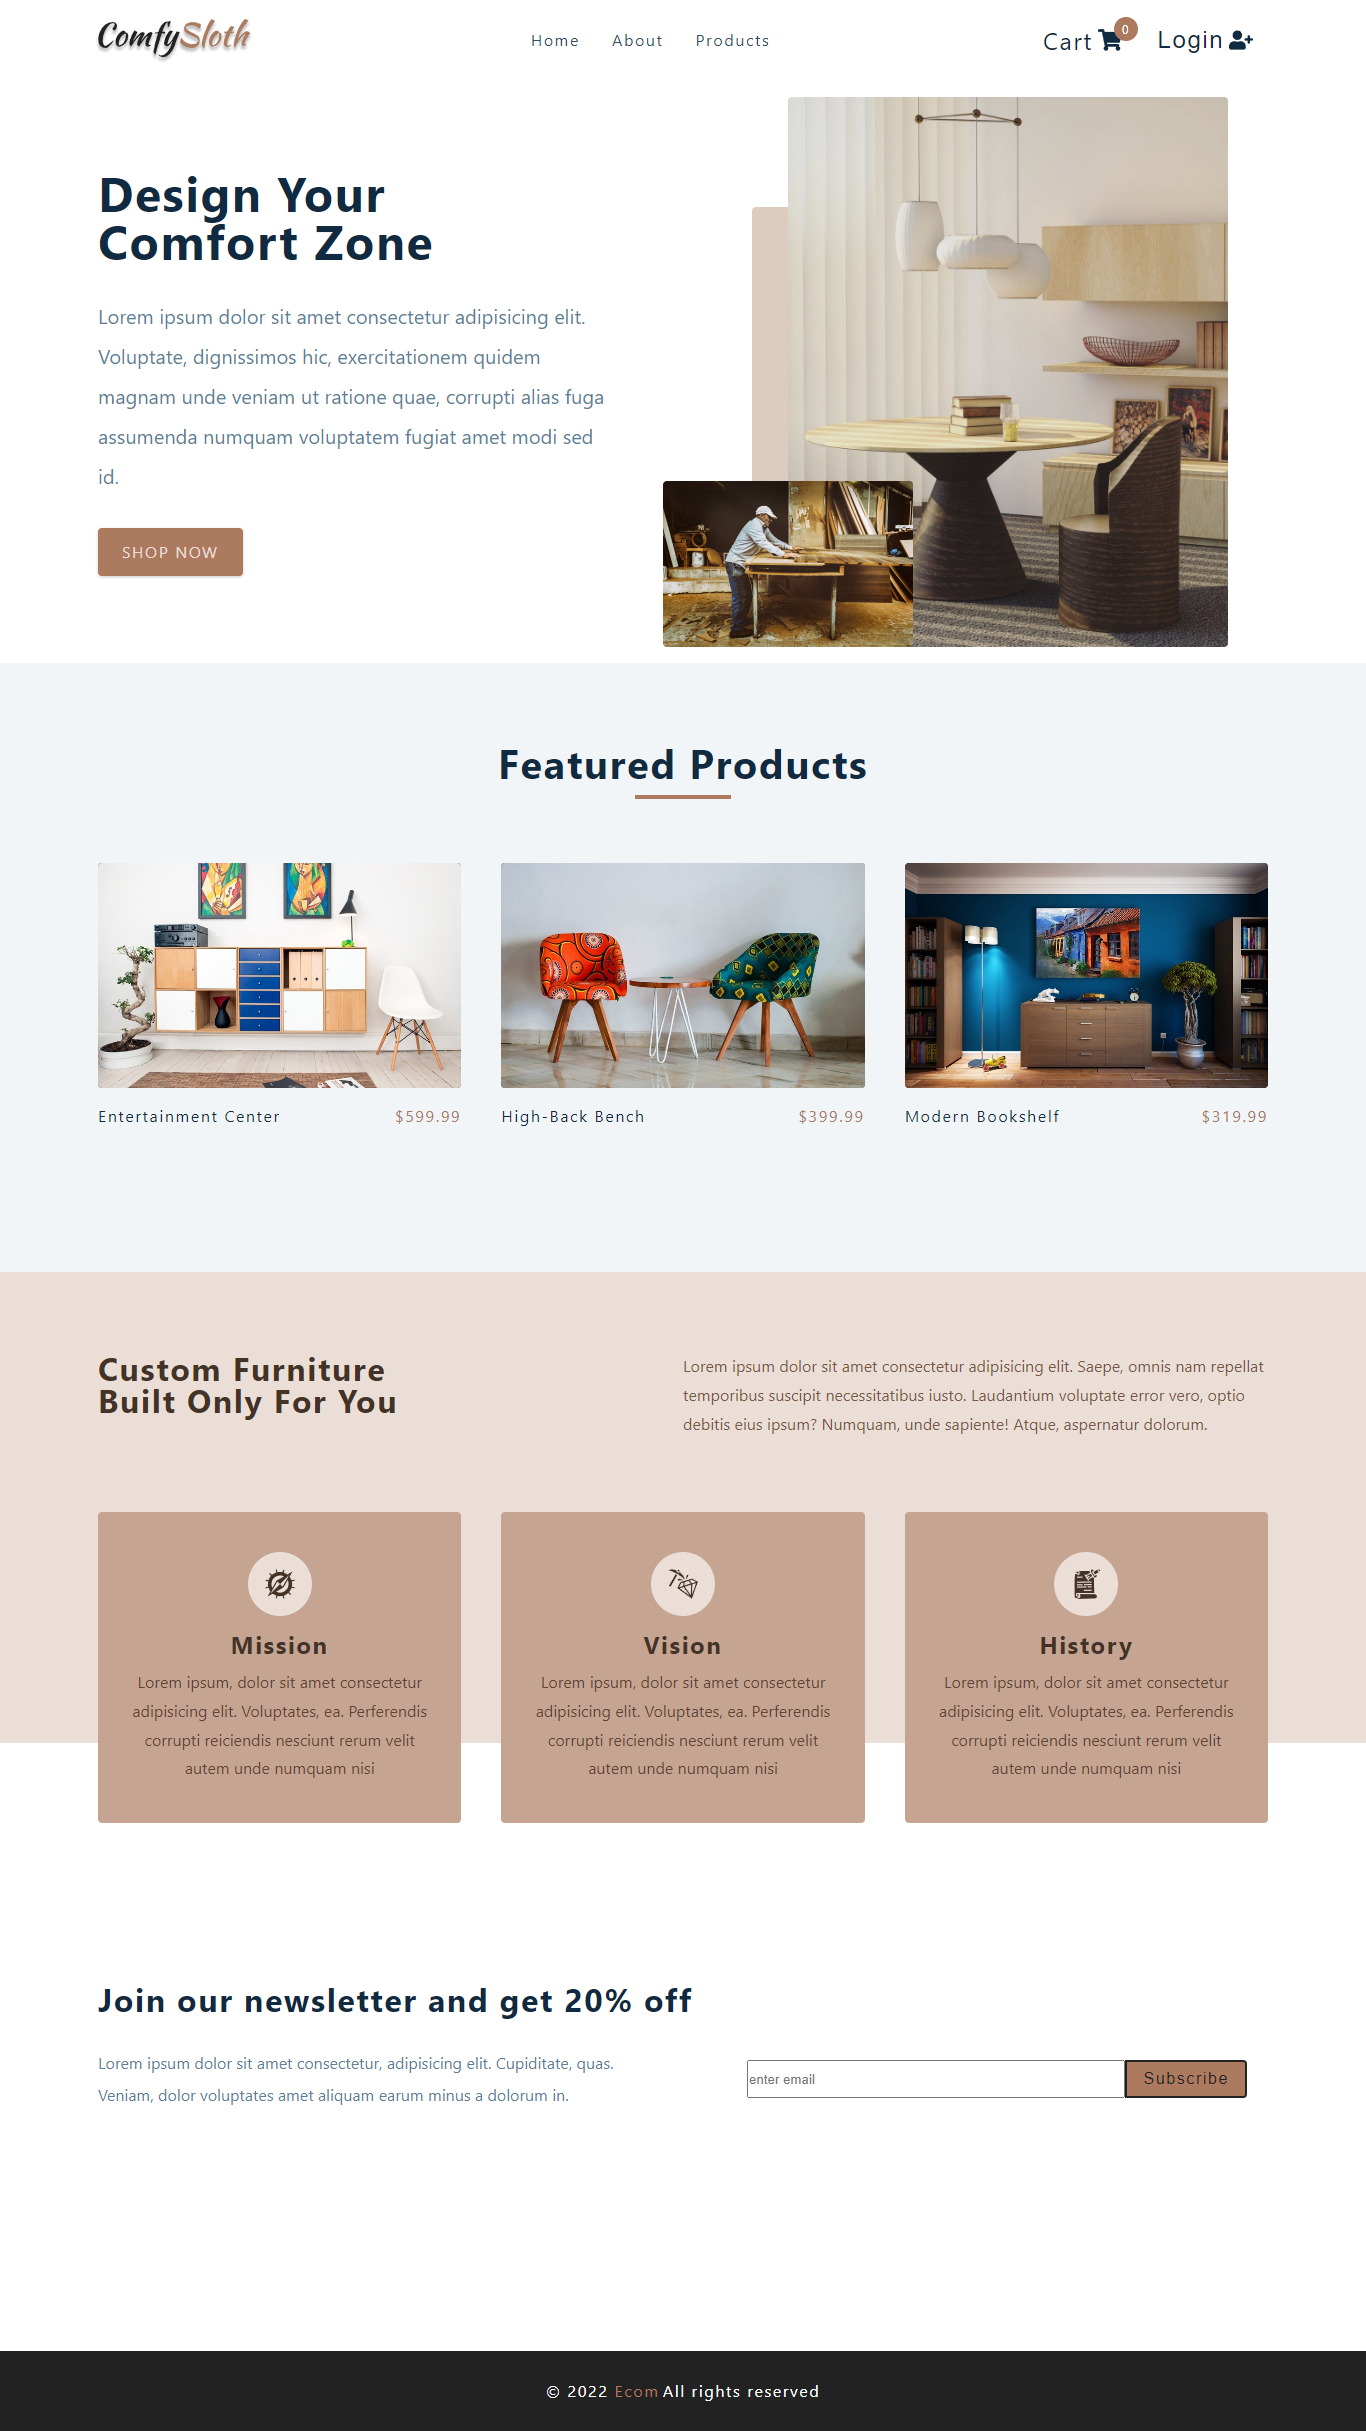 ComfySloth
Home About Products
Cart 0 Login
Design Your
Comfort Zone
Lorem ipsum dolor sit amet consectetur adipisicing elit.
Voluptate, dignissimos hic, exercitationem quidem
magnam unde veniam ut ratione quae, corrupti alias fuga
assumenda numquam voluptatem fugiat amet modi sed
id.
SHOP NOW
Featured Products
Entertainment Center $599.99
High-Back Bench $399.99
Modern Bookshelf $319.99
Custom Furniture
Built Only For You
Lorem ipsum dolor sit amet consectetur adipisicing elit. Saepe, omnis nam repellat
temporibus suscipit necessitatibus iusto. Laudantium voluptate error vero, optio
debitis eius ipsum? Numquam, unde sapiente! Atque, aspernatur dolorum.
Mission
Lorem ipsum, dolor sit amet consectetur
adipisicing elit. Voluptates, ea. Perferendis
corrupti reiciendis nesciunt rerum velit
autem unde numquam nisi
Vision
Lorem ipsum, dolor sit amet consectetur
adipisicing elit. Voluptates, ea. Perferendis
corrupti reiciendis nesciunt rerum velit
autem unde numquam nisi
History
Lorem ipsum, dolor sit amet consectetur
adipisicing elit. Voluptates, ea. Perferendis
corrupti reiciendis nesciunt rerum velit
autem unde numquam nisi
Join our newsletter and get 20% off
Lorem ipsum dolor sit amet consectetur, adipisicing elit. Cupiditate, quas.
Veniam, dolor voluptates amet aliquam earum minus a dolorum in.
enter email
Subscribe
© 2022 Ecom All rights reserved